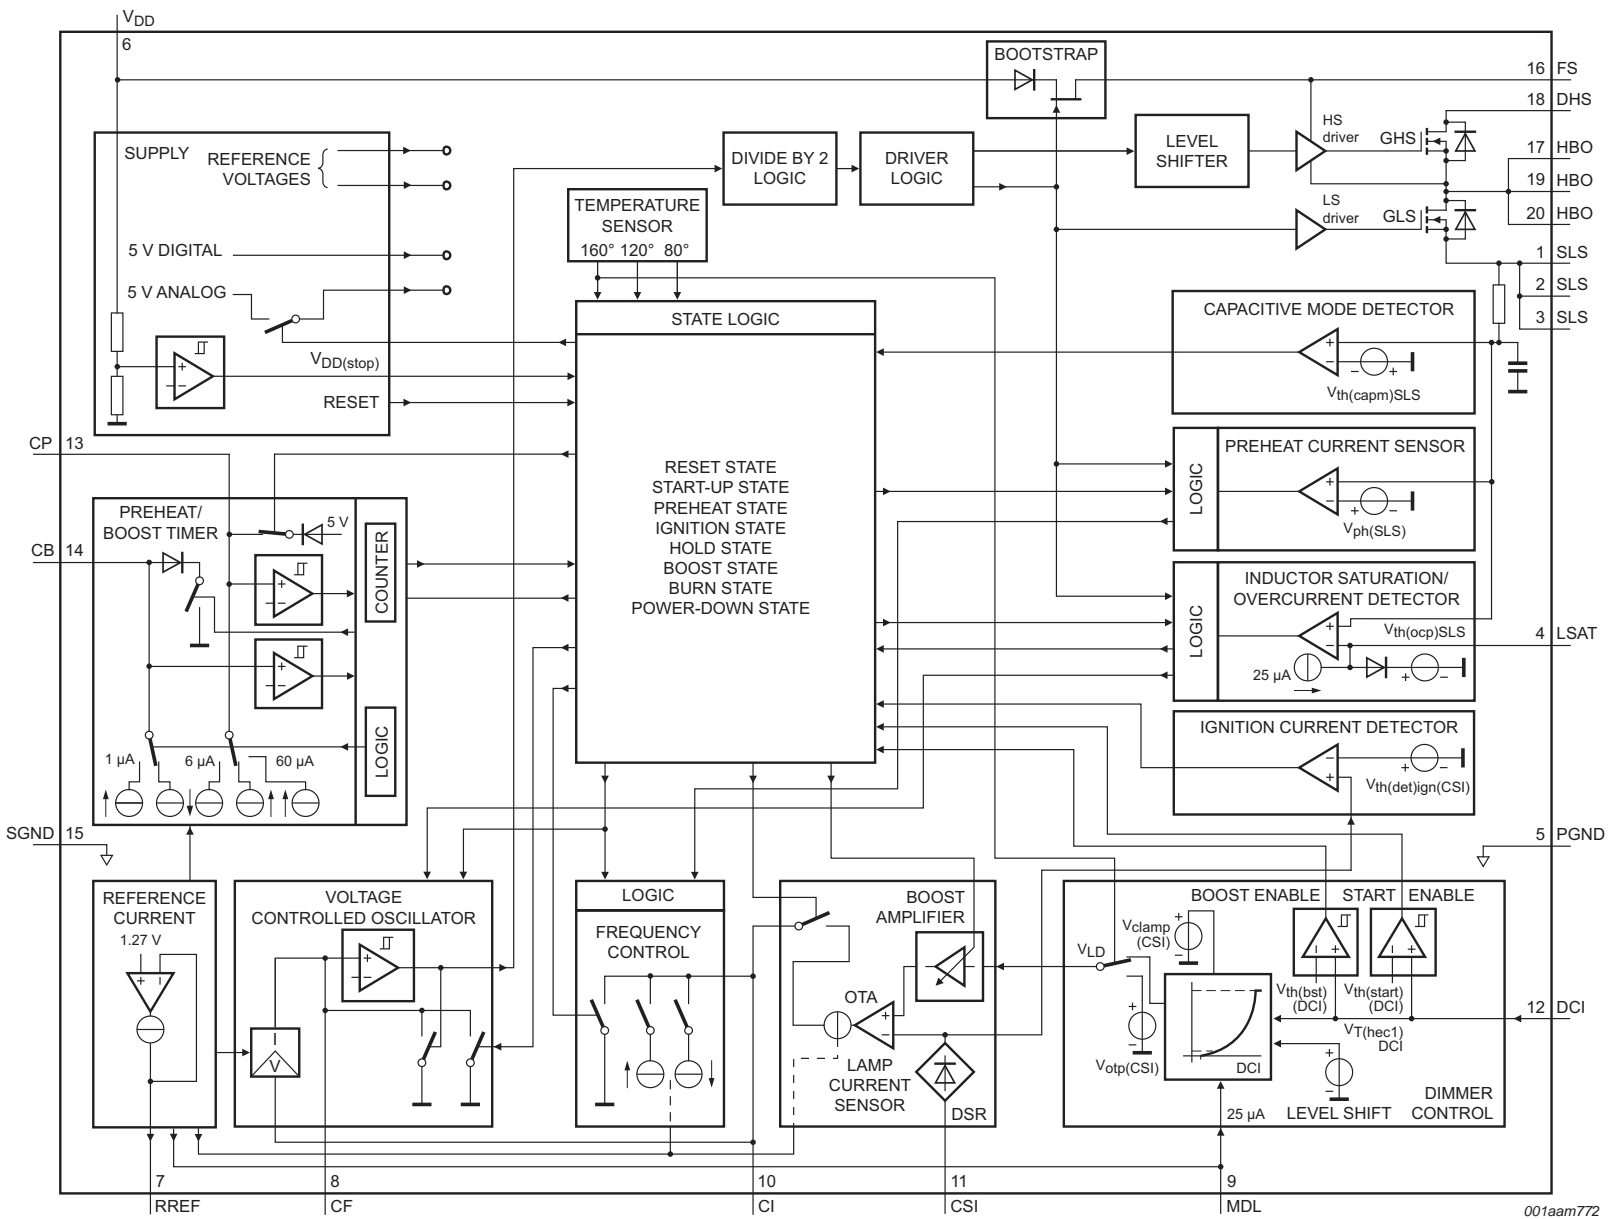 VDD
6
BOOTSTRAP
16 FS
18 DHS
HS
driver
GHS
17 HBO
19 HBO
20 HBO
LS
driver
GLS
1 SLS
2 SLS
3 SLS
SUPPLY
REFERENCE
VOLTAGES
5 V DIGITAL
5 V ANALOG
VDD(stop)
RESET
DIVIDE BY 2
LOGIC
DRIVER
LOGIC
LEVEL
SHIFTER
TEMPERATURE
SENSOR
160° 120° 80°
STATE LOGIC
RESET STATE
START-UP STATE
PREHEAT STATE
IGNITION STATE
HOLD STATE
BOOST STATE
BURN STATE
POWER-DOWN STATE
CAPACITIVE MODE DETECTOR
+
−
− +
Vth(capm)SLS
LOGIC
PREHEAT CURRENT SENSOR
+
−
+ −
Vph(SLS)
LOGIC
INDUCTOR SATURATION/
OVERCURRENT DETECTOR
+
−
Vth(ocp)SLS
25 µA
+ −
4 LSAT
IGNITION CURRENT DETECTOR
−
+
+ −
Vth(det)ign(CSI)
5 PGND
CP 13
CB 14
PREHEAT/
BOOST TIMER
5 V
COUNTER
LOGIC
1 µA
6 µA
60 µA
SGND 15
REFERENCE
CURRENT
1.27 V
+ −
VOLTAGE
CONTROLLED OSCILLATOR
+
−
I
V
LOGIC
FREQUENCY
CONTROL
BOOST
AMPLIFIER
OTA
+
−
LAMP
CURRENT
SENSOR
DSR
BOOST ENABLE
START ENABLE
Vclamp
(CSI)
+
−
VLD
− +
− +
Vth(bst)
(DCI)
Vth(start)
(DCI)
12 DCI
VT(hec1)
DCI
+
−
Votp(CSI)
DCI
+
−
LEVEL SHIFT
DIMMER
CONTROL
25 µA
7
RREF
8
CF
10
CI
11
CSI
9
MDL
001aam772